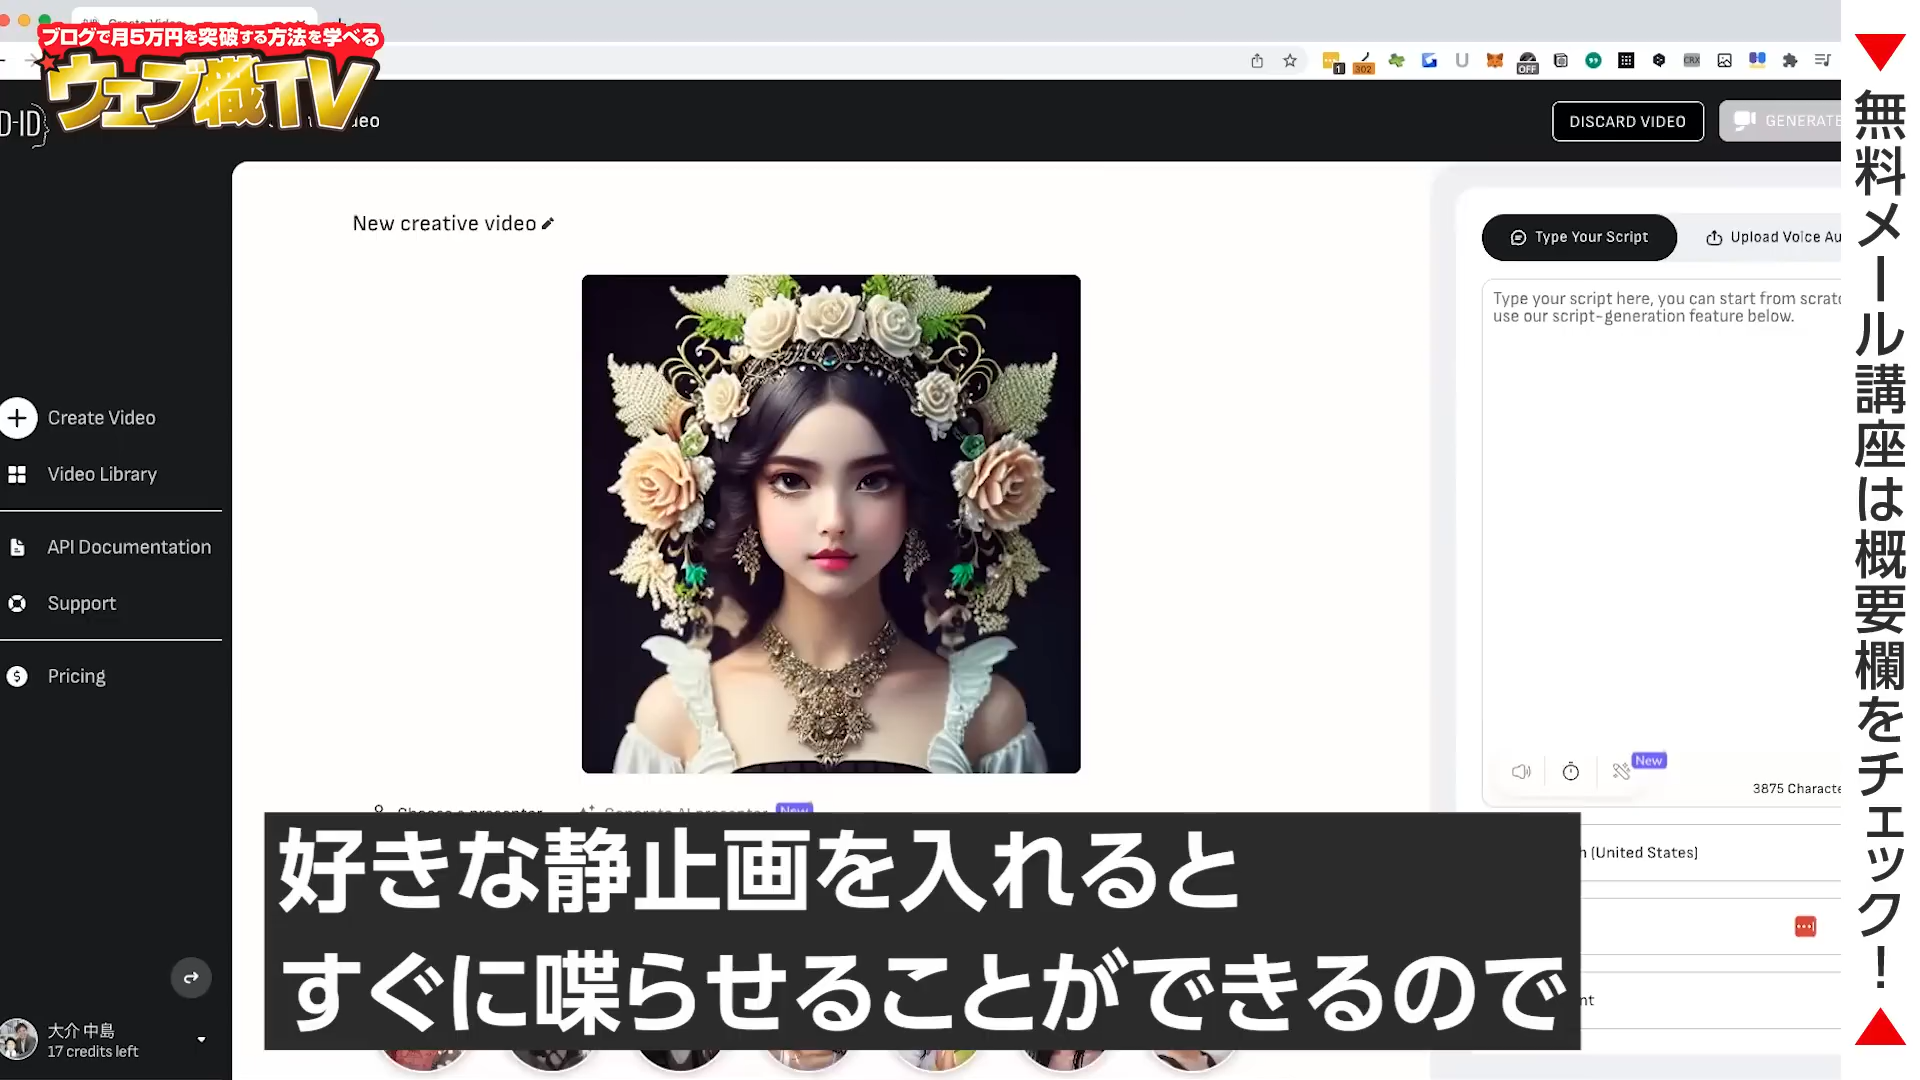 ブログで月5万円を突破する方法を学べる
ウェブ職TV
D-ID
DISCARD VIDEO
GENERATE
New creative video
Type Your Script
Upload Voice Au
Type your script here, you can start from scratc
use our script-generation feature below.
Create Video
Video Library
API Documentation
Support
Pricing
New
3875 Characte
New
(United States)
大介 中島
17 credits left
好きな静止画を入れると
すぐに喋らせることができるので
無料メール講座は概要欄をチェック!
302
1
OFF
CRX